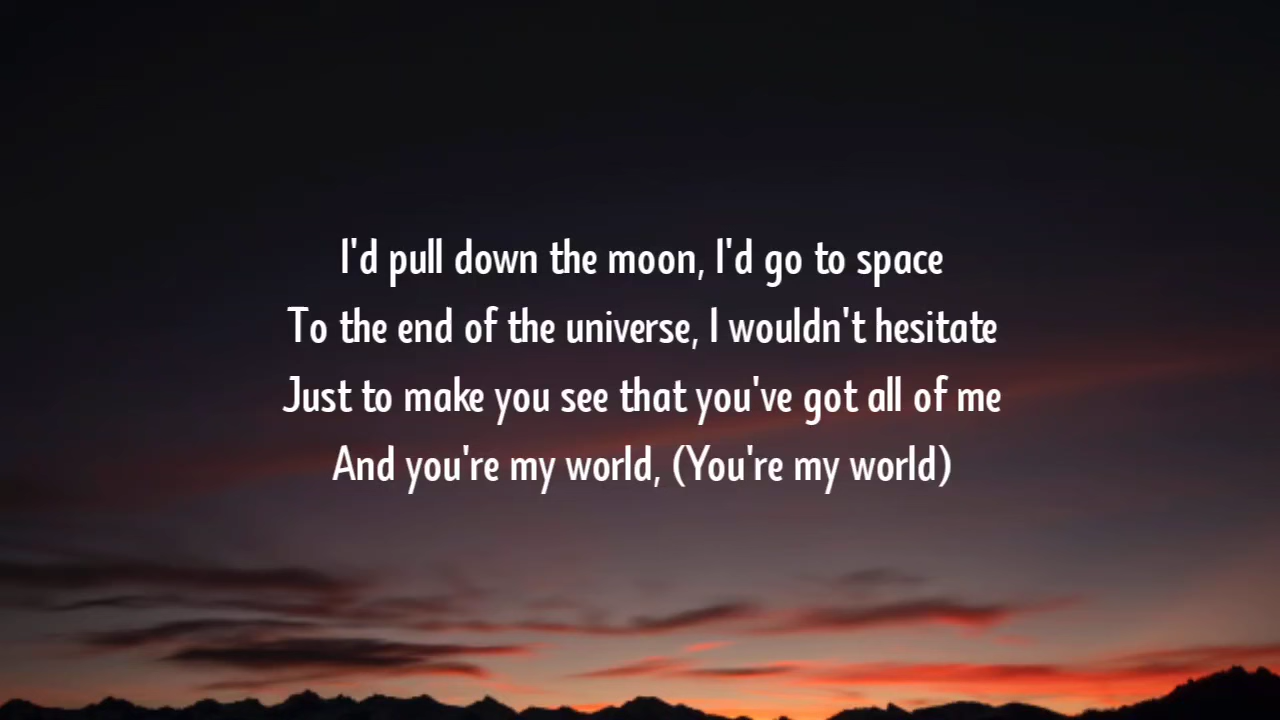 I'd pull down the moon, I'd go to space
To the end of the universe, I wouldn't hesitate
Just to make you see that you've got all of me
And you're my world, (You're my world)